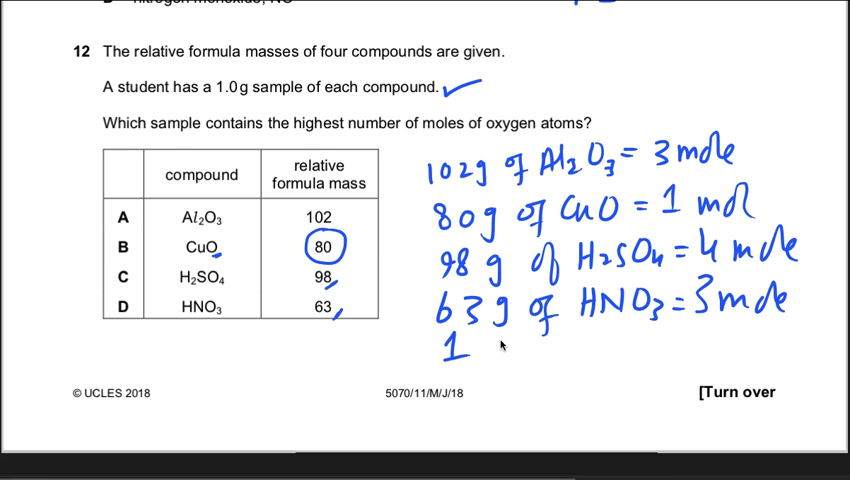 12 The relative formula masses of four compounds are given.
A student has a 1.0 g sample of each compound.
Which sample contains the highest number of moles of oxygen atoms?
compound relative formula mass
A Al₂O₃ 102
B CuO 80
C H₂SO₄ 98
D HNO₃ 63
102g of Al₂O₃ = 3 mole
80g of CuO = 1 mol
98 g of H₂SO₄ = 4 mole
63g of HNO₃ = 3 mole
1
© UCLES 2018 5070/11/M/J/18 [Turn over